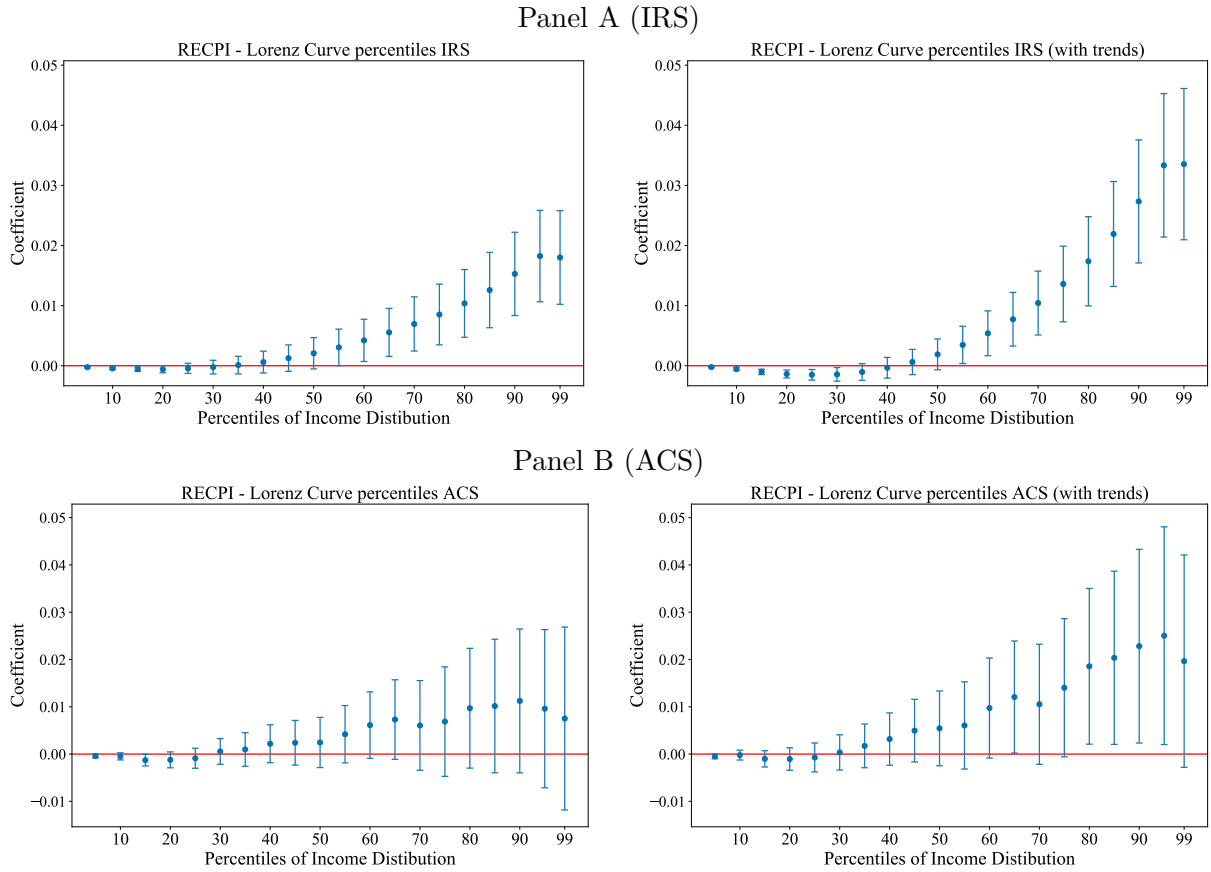 Panel A (IRS)
RECPI - Lorenz Curve percentiles IRS
0.05
0.04
0.03
0.02
0.01
0.00
Coefficient
10 20 30 40 50 60 70 80 90 99
Percentiles of Income Distibution
RECPI - Lorenz Curve percentiles IRS (with trends)
0.05
0.04
0.03
0.02
0.01
0.00
Coefficient
10 20 30 40 50 60 70 80 90 99
Percentiles of Income Distibution
Panel B (ACS)
RECPI - Lorenz Curve percentiles ACS
0.05
0.04
0.03
0.02
0.01
0.00
−0.01
Coefficient
10 20 30 40 50 60 70 80 90 99
Percentiles of Income Distibution
RECPI - Lorenz Curve percentiles ACS (with trends)
0.05
0.04
0.03
0.02
0.01
0.00
−0.01
Coefficient
10 20 30 40 50 60 70 80 90 99
Percentiles of Income Distibution